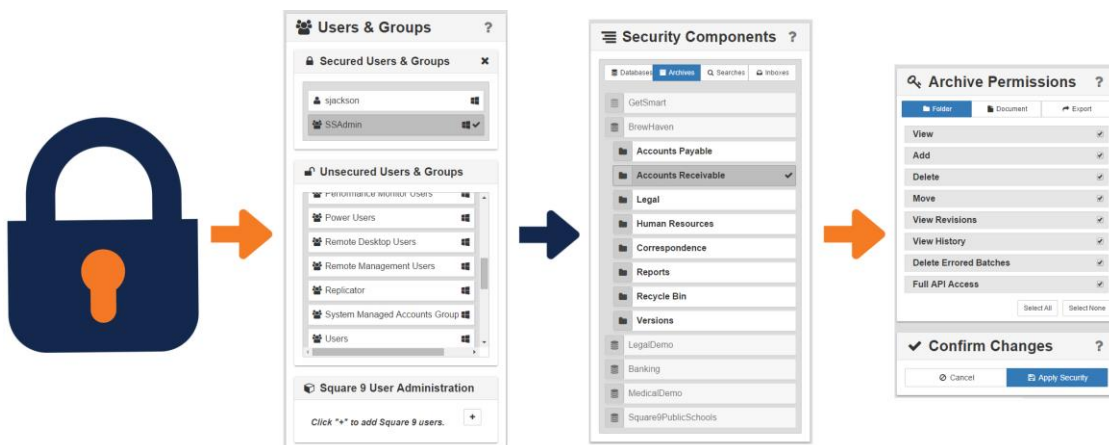 Users & Groups ?
Secured Users & Groups
sjackson
SSAdmin
Unsecured Users & Groups
Performance Monitor Users
Power Users
Remote Desktop Users
Remote Management Users
Replicator
System Managed Accounts Group
Users
Square 9 User Administration
Click "+" to add Square 9 users. +
Security Components ?
Databases Archives Searches Inboxes
GetSmart
BrewHaven
Accounts Payable
Accounts Receivable
Legal
Human Resources
Correspondence
Reports
Recycle Bin
Versions
LegalDemo
Banking
MedicalDemo
Square9PublicSchools
Archive Permissions ?
Folder Document Export
View
Add
Delete
Move
View Revisions
View History
Delete Errored Batches
Full API Access
Select All Select None
Confirm Changes ?
Cancel Apply Security